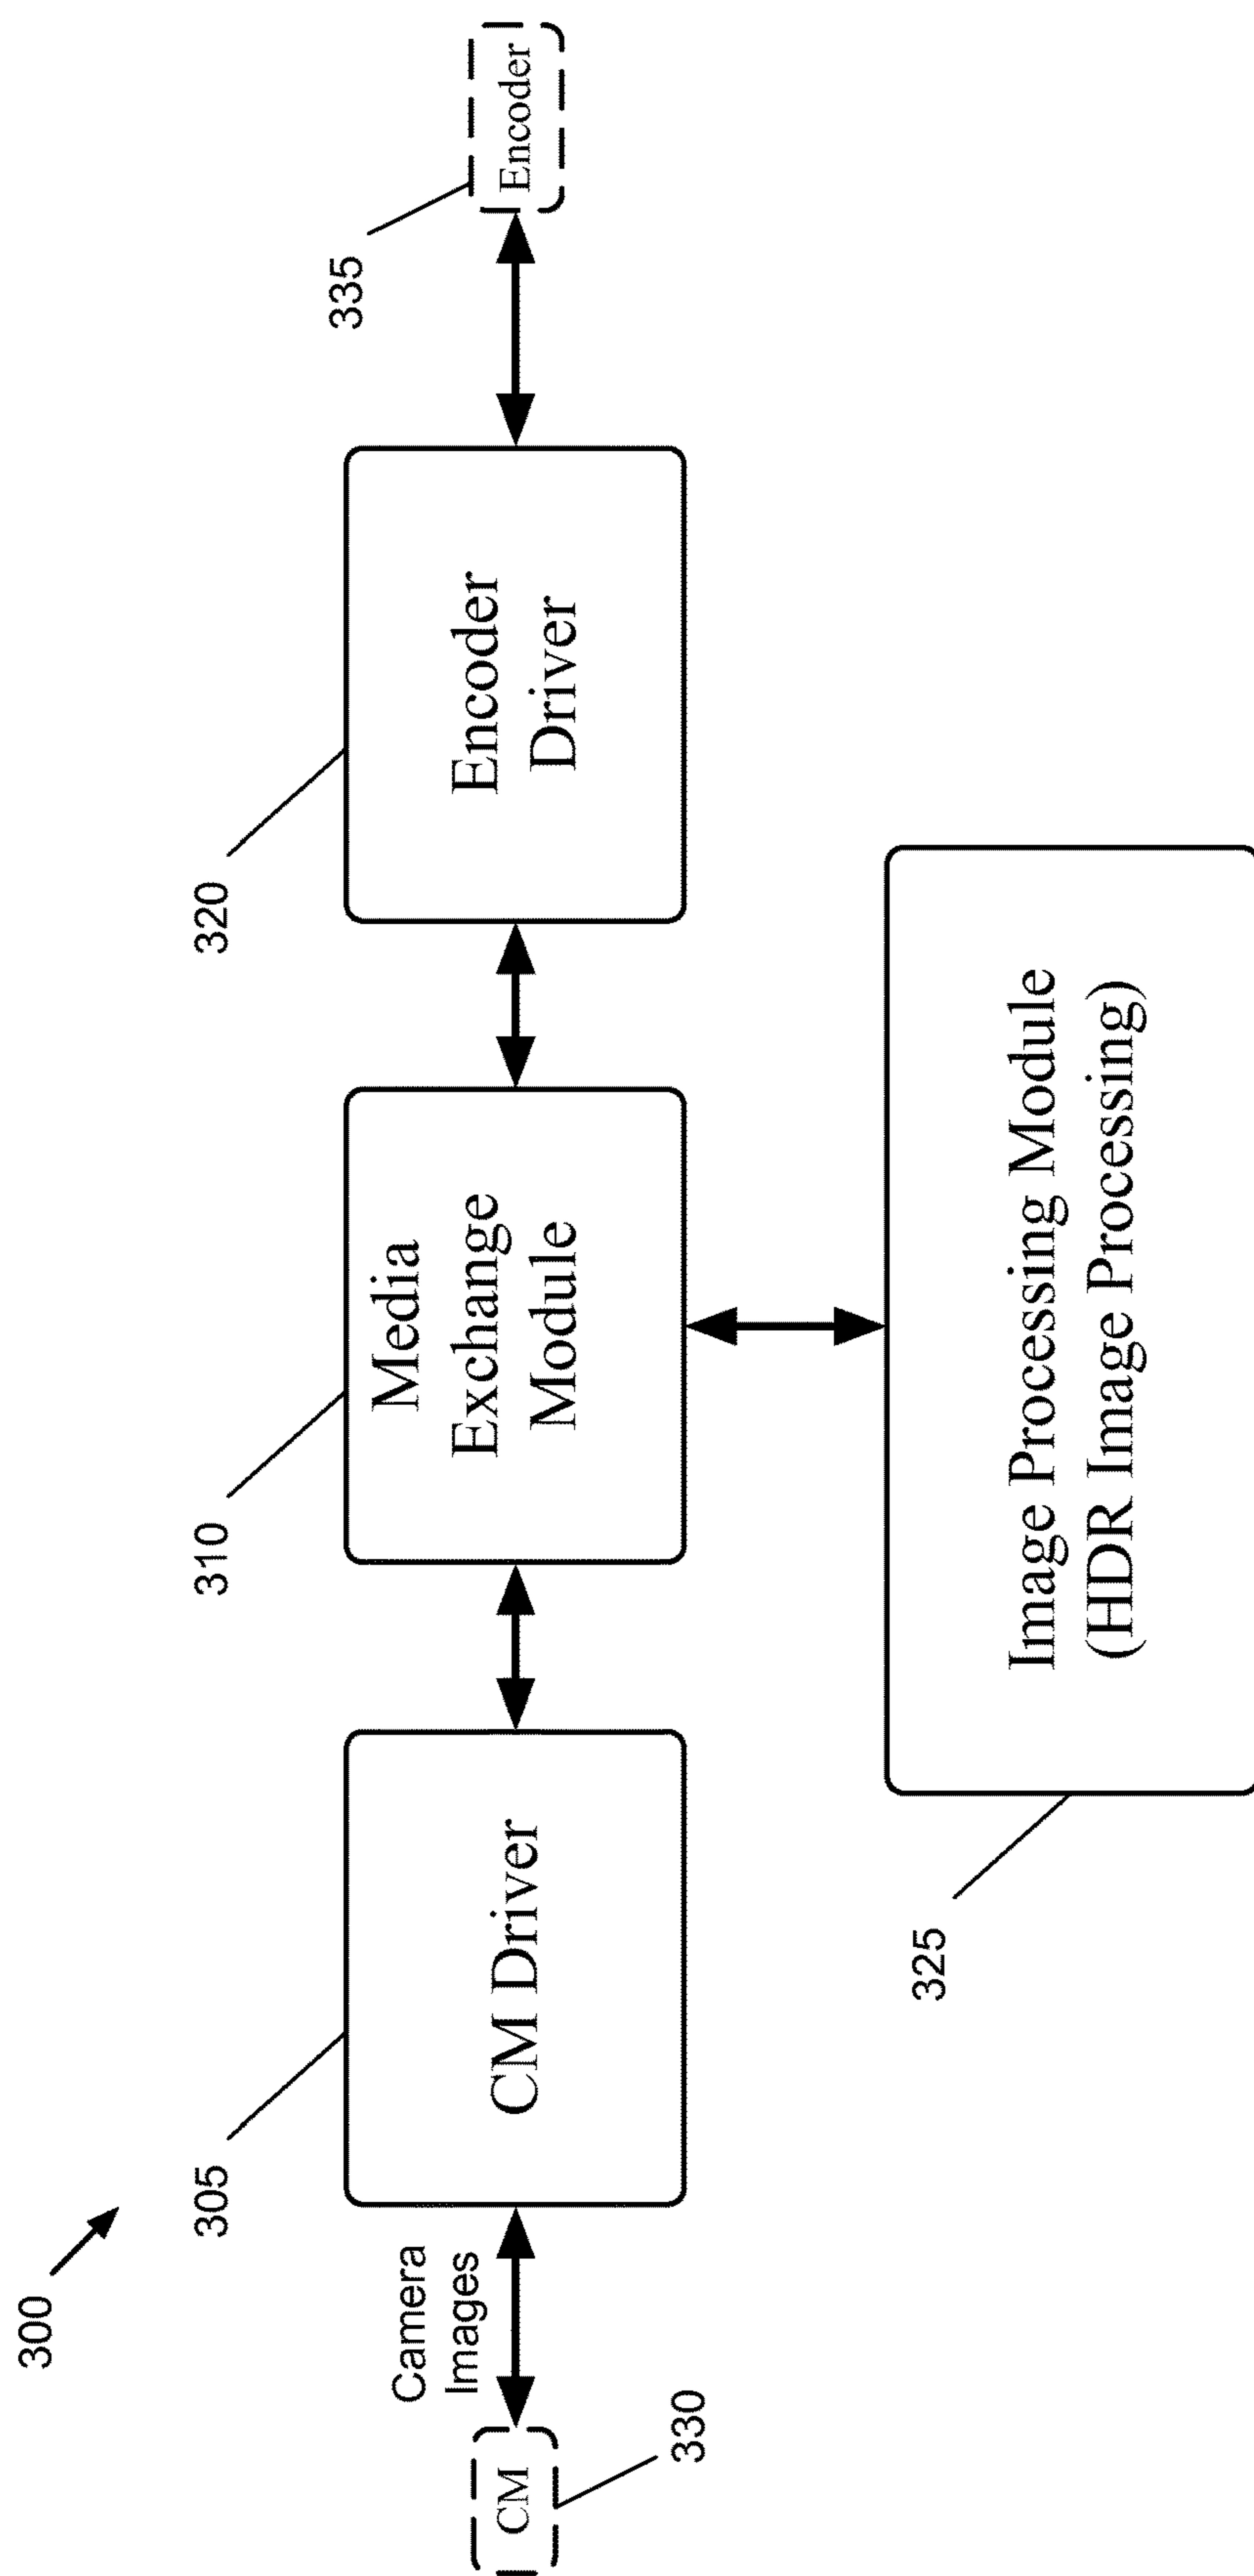 300
305
310
320
335
Camera
Images
CM
330
CM Driver
Media
Exchange
Module
Encoder
Driver
Encoder
325
Image Processing Module
(HDR Image Processing)